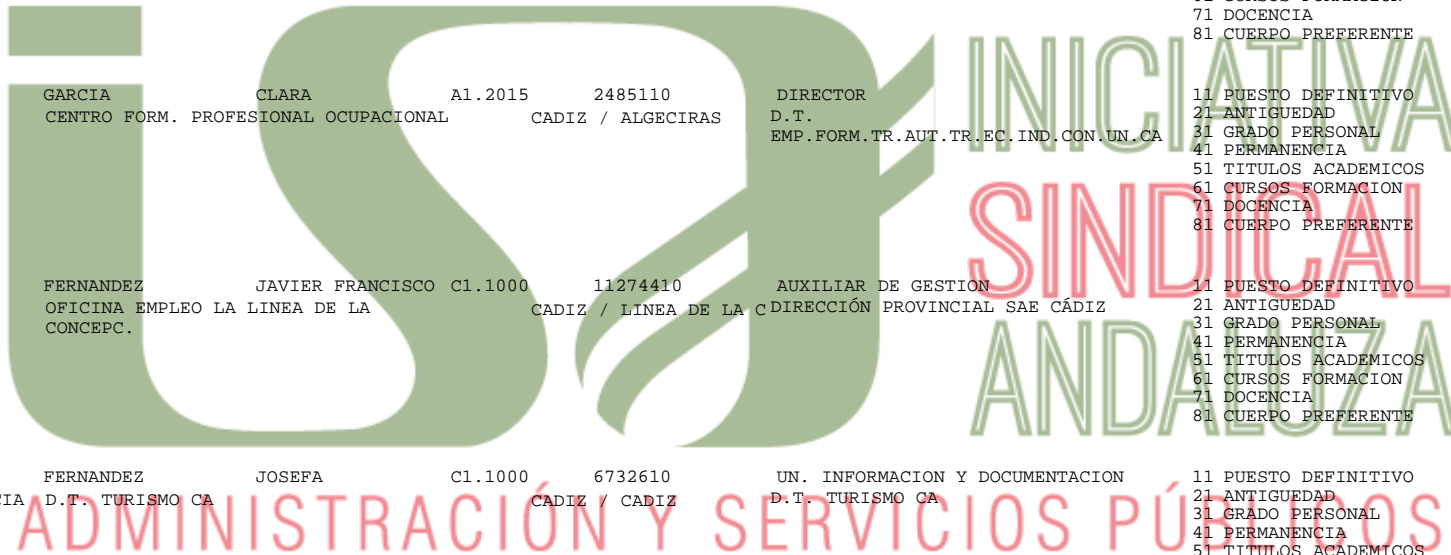 71 DOCENCIA
81 CUERPO PREFERENTE
GARCIA CLARA A1.2015 2485110 DIRECTOR 11 PUESTO DEFINITIVO
CENTRO FORM. PROFESIONAL OCUPACIONAL CADIZ / ALGECIRAS D.T. 21 ANTIGUEDAD
EMP.FORM.TR.AUT.TR.EC.IND.CON.UN.CA 31 GRADO PERSONAL
41 PERMANENCIA
51 TITULOS ACADEMICOS
61 CURSOS FORMACION
71 DOCENCIA
81 CUERPO PREFERENTE
FERNANDEZ JAVIER FRANCISCO C1.1000 11274410 AUXILIAR DE GESTION 11 PUESTO DEFINITIVO
OFICINA EMPLEO LA LINEA DE LA CADIZ / LINEA DE LA C DIRECCIÓN PROVINCIAL SAE CÁDIZ 21 ANTIGUEDAD
CONCEPC. 31 GRADO PERSONAL
41 PERMANENCIA
51 TITULOS ACADEMICOS
61 CURSOS FORMACION
71 DOCENCIA
81 CUERPO PREFERENTE
FERNANDEZ JOSEFA C1.1000 6732610 UN. INFORMACION Y DOCUMENTACION 11 PUESTO DEFINITIVO
CIA D.T. TURISMO CA CADIZ / CADIZ D.T. TURISMO CA 21 ANTIGUEDAD
31 GRADO PERSONAL
41 PERMANENCIA
51 TITULOS ACADEMICOS
isa
INICIATIVA
SINDICAL
ANDALUZA
ADMINISTRACIÓN Y SERVICIOS PÚBLICOS